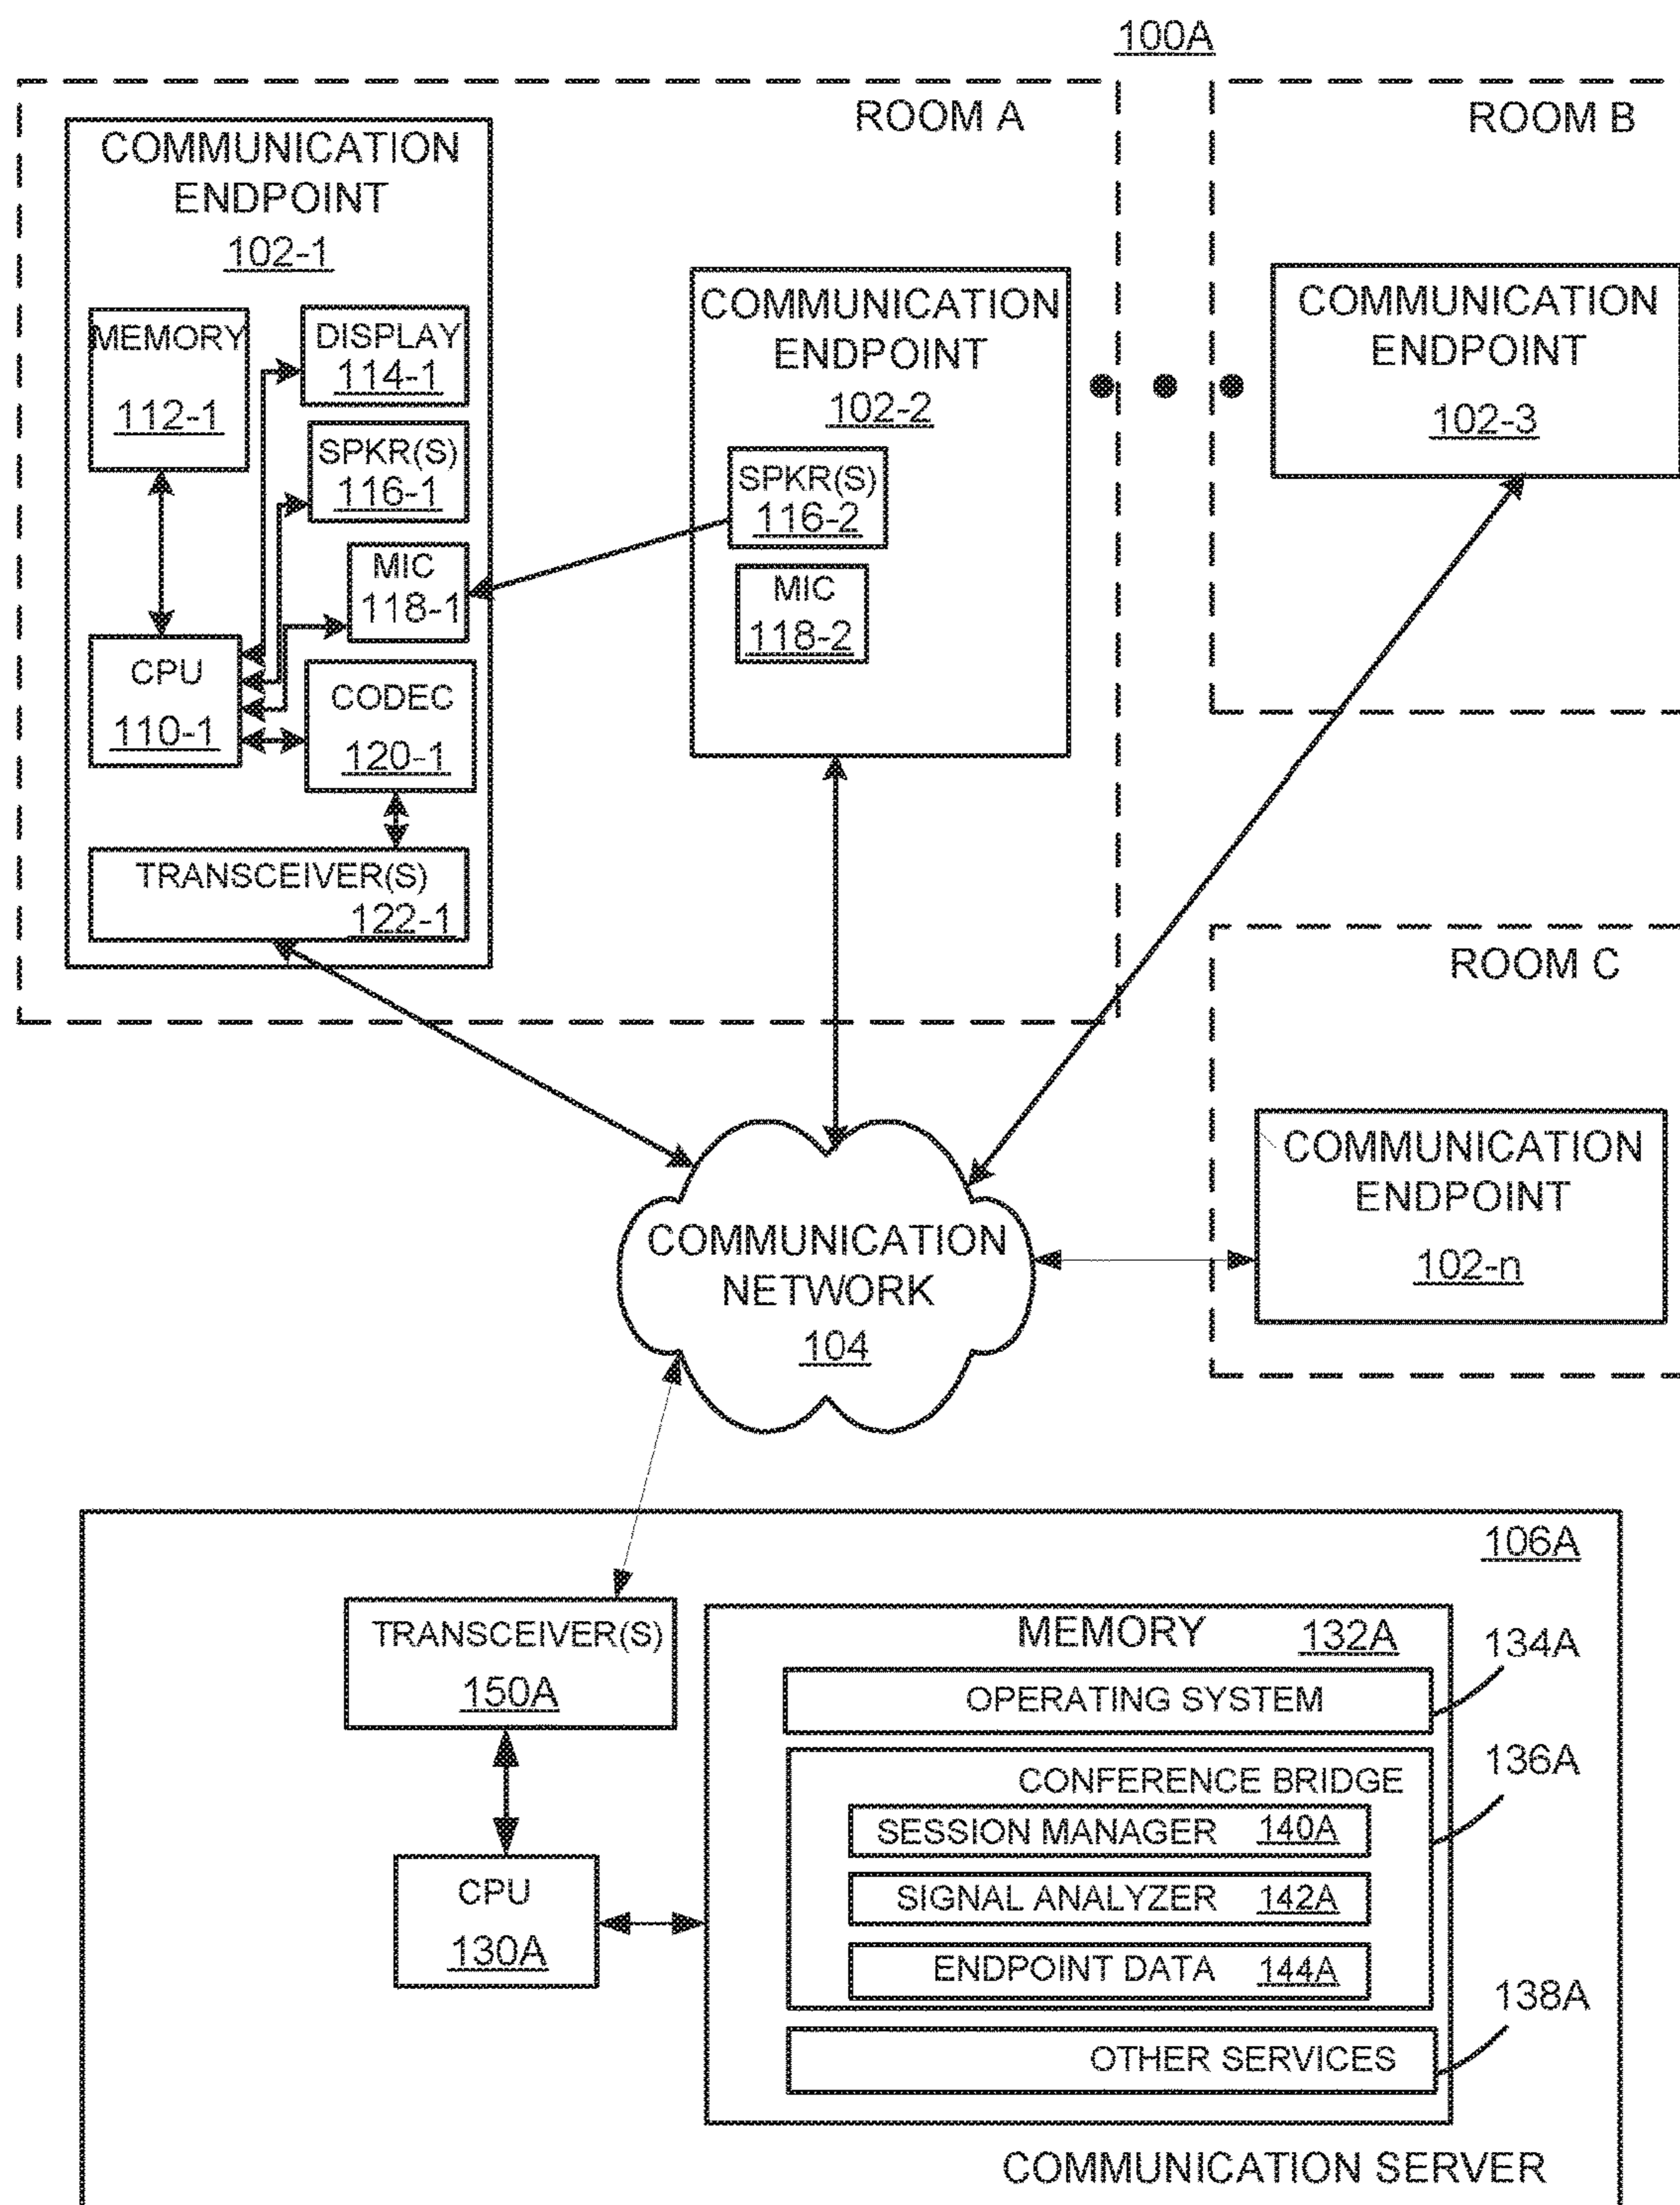 100A
ROOM A
COMMUNICATION
ENDPOINT
102-1
MEMORY
112-1
DISPLAY
114-1
SPKR(S)
116-1
MIC
118-1
CPU
110-1
CODEC
120-1
TRANSCEIVER(S)
122-1
COMMUNICATION
ENDPOINT
102-2
SPKR(S)
116-2
MIC
118-2
ROOM B
COMMUNICATION
ENDPOINT
102-3
ROOM C
COMMUNICATION
ENDPOINT
102-n
COMMUNICATION
NETWORK
104
106A
TRANSCEIVER(S)
150A
CPU
130A
MEMORY 132A
OPERATING SYSTEM
134A
CONFERENCE BRIDGE
136A
SESSION MANAGER 140A
SIGNAL ANALYZER 142A
ENDPOINT DATA 144A
OTHER SERVICES
138A
COMMUNICATION SERVER